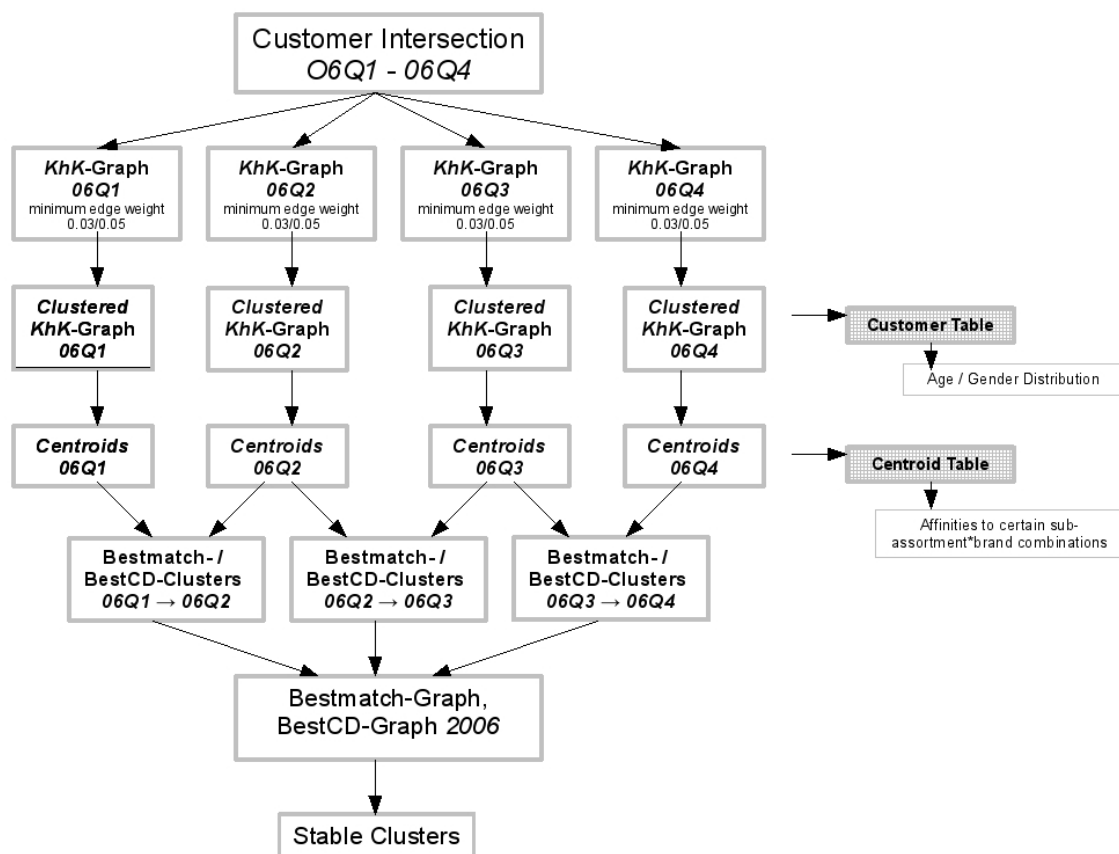 Customer Intersection
O6Q1 - 06Q4
KhK-Graph
06Q1
minimum edge weight
0.03/0.05
KhK-Graph
06Q2
minimum edge weight
0.03/0.05
KhK-Graph
06Q3
minimum edge weight
0.03/0.05
KhK-Graph
06Q4
minimum edge weight
0.03/0.05
Clustered
KhK-Graph
06Q1
Clustered
KhK-Graph
06Q2
Clustered
KhK-Graph
06Q3
Clustered
KhK-Graph
06Q4
Customer Table
Age / Gender Distribution
Centroids
06Q1
Centroids
06Q2
Centroids
06Q3
Centroids
06Q4
Centroid Table
Affinities to certain sub-
assortment*brand combinations
Bestmatch- /
BestCD-Clusters
06Q1 → 06Q2
Bestmatch- /
BestCD-Clusters
06Q2 → 06Q3
Bestmatch- /
BestCD-Clusters
06Q3 → 06Q4
Bestmatch-Graph,
BestCD-Graph 2006
Stable Clusters